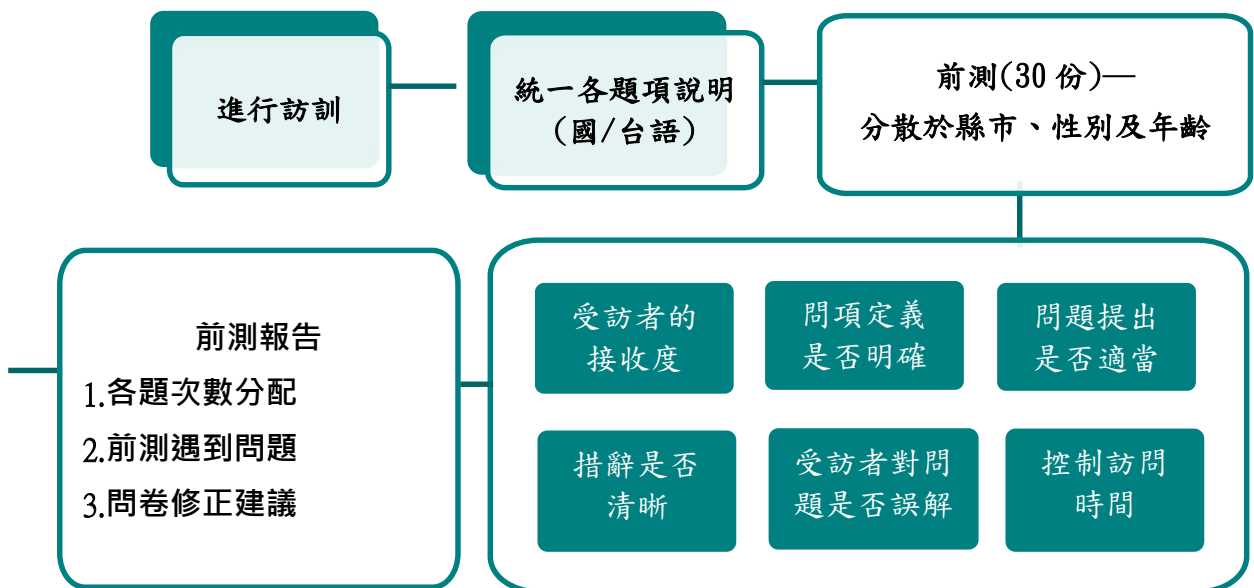 進行訪訓
統一各題項說明
(國/台語)
前測(30 份)—
分散於縣市、性別及年齡
前測報告
1.各題次數分配
2.前測遇到問題
3.問卷修正建議
受訪者的
接收度
問項定義
是否明確
問題提出
是否適當
措辭是否
清晰
受訪者對問
題是否誤解
控制訪問
時間